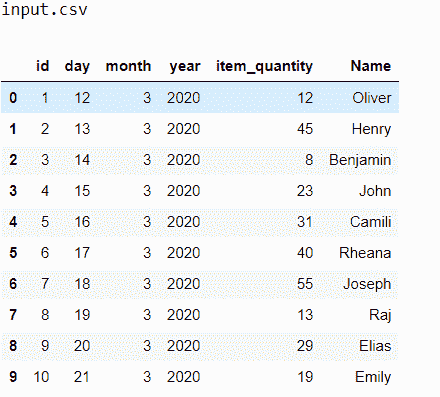 input.csv
id day month year item_quantity Name
0 1 12 3 2020 12 Oliver
1 2 13 3 2020 45 Henry
2 3 14 3 2020 8 Benjamin
3 4 15 3 2020 23 John
4 5 16 3 2020 31 Camili
5 6 17 3 2020 40 Rheana
6 7 18 3 2020 55 Joseph
7 8 19 3 2020 13 Raj
8 9 20 3 2020 29 Elias
9 10 21 3 2020 19 Emily